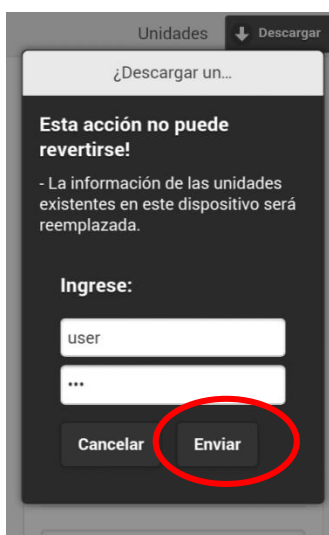 Unidades Descargar
¿Descargar un...
Esta acción no puede
revertirse!
- La información de las unidades
existentes en este dispositivo será
reemplazada.
Ingrese:
user
•••
Cancelar Enviar